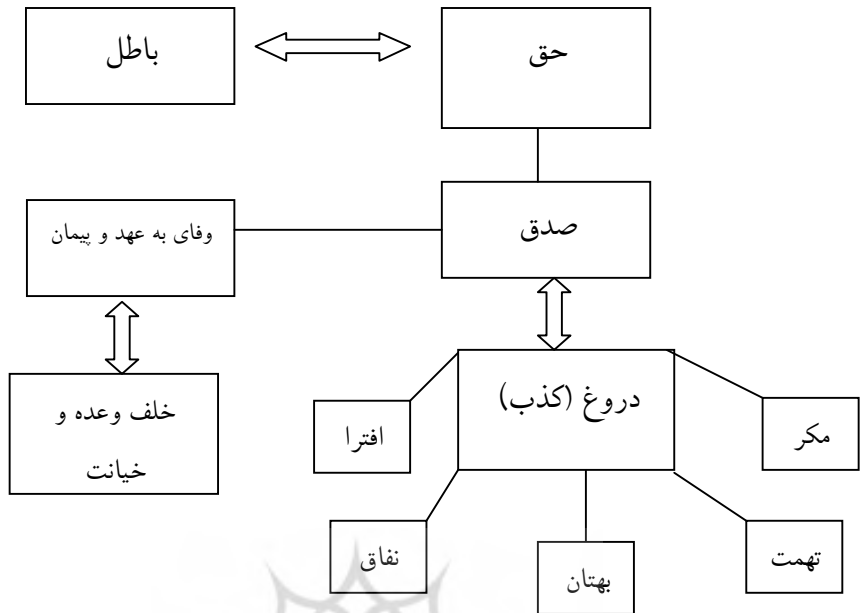 حق
باطل
صدق
وفای به عهد و پیمان
دروغ (کذب)
خلف وعده و
خیانت
مکر
افترا
تهمت
بهتان
نفاق